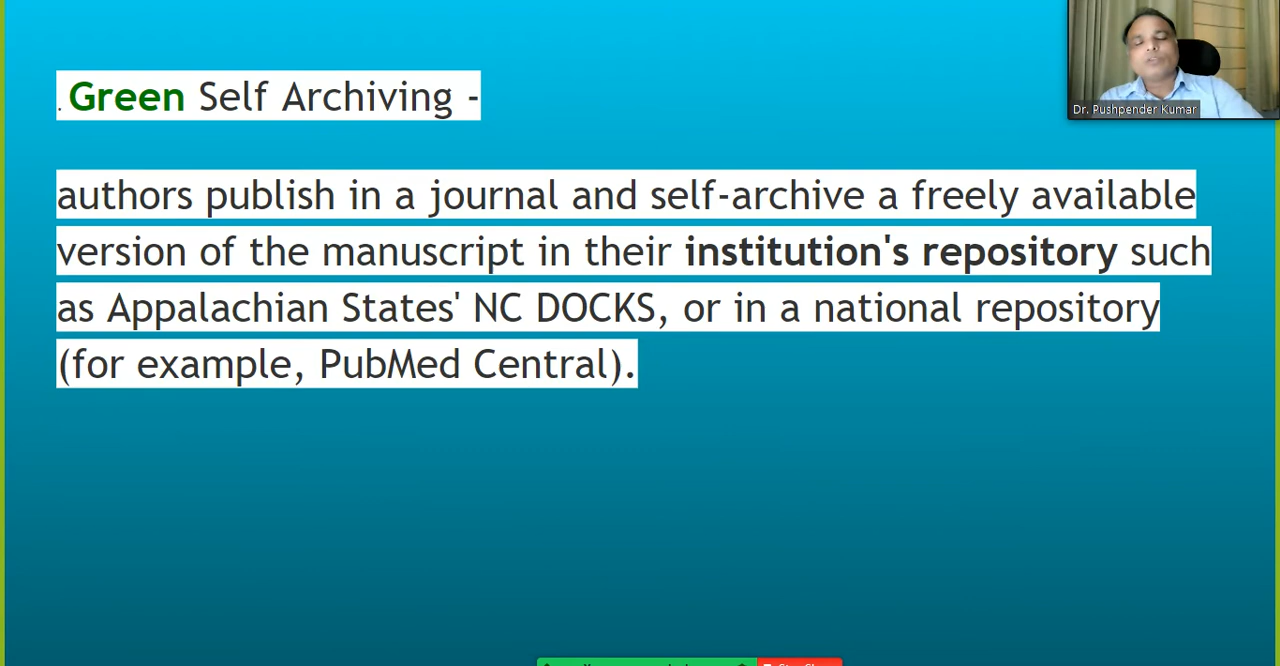 . Green Self Archiving -
Dr. Pushpender Kumar
authors publish in a journal and self-archive a freely available
version of the manuscript in their institution's repository such
as Appalachian States' NC DOCKS, or in a national repository
(for example, PubMed Central).